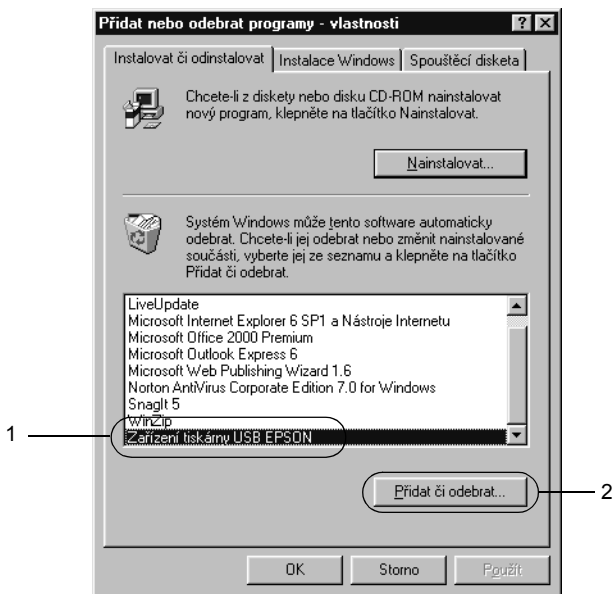 Přidat nebo odebrat programy - vlastnosti
Instalovat či odinstalovat Instalace Windows Spouštěcí disketa
Chcete-li z diskety nebo disku CD-ROM nainstalovat
nový program, klepněte na tlačítko Nainstalovat.
Nainstalovat...
Systém Windows může tento software automaticky
odebrat. Chcete-li jej odebrat nebo změnit nainstalované
součásti, vyberte jej ze seznamu a klepněte na tlačítko
Přidat či odebrat.
LiveUpdate
Microsoft Internet Explorer 6 SP1 a Nástroje Internetu
Microsoft Office 2000 Premium
Microsoft Outlook Express 6
Microsoft Web Publishing Wizard 1.6
Norton AntiVirus Corporate Edition 7.0 for Windows
SnagIt 5
WinZip
1 Zařízení tiskárny USB EPSON
Přidat či odebrat... 2
OK Storno Použít